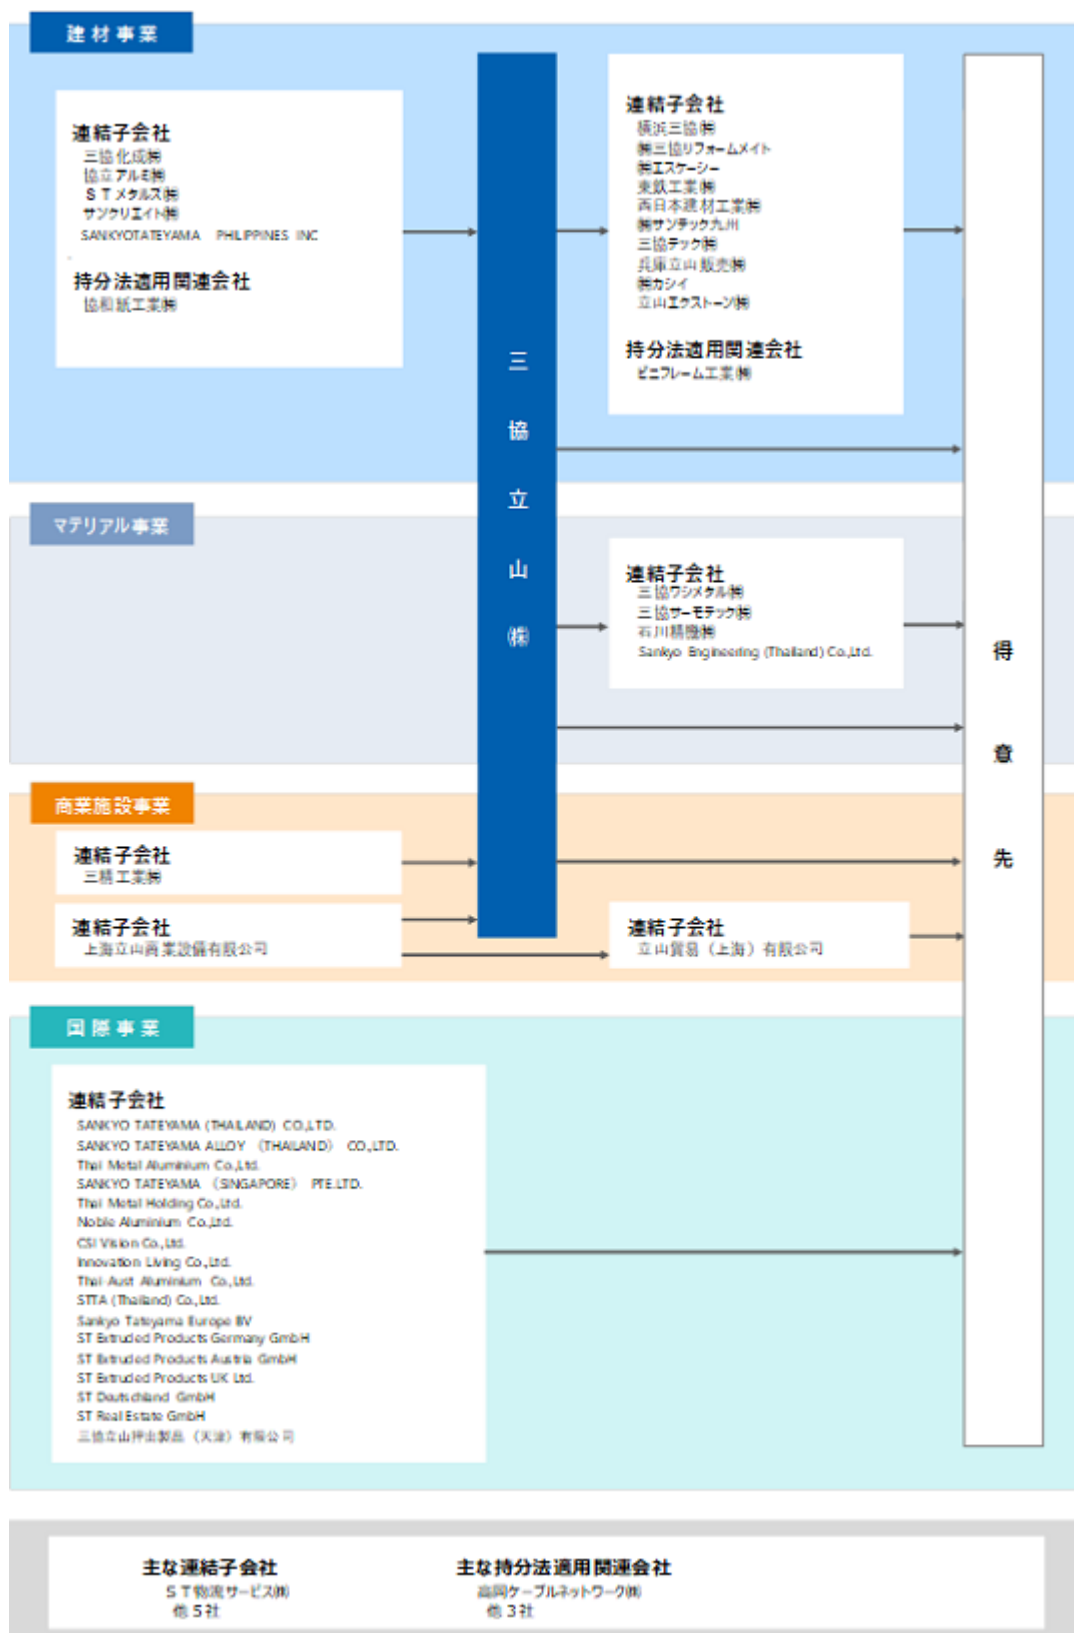 建材事業
連結子会社
三協化成㈱
協立アルミ㈱
ＳＴメタルズ㈱
サンクリエイト㈱
SANKYOTATEYAMA PHILIPPINES INC
持分法適用関連会社
協和紙工業㈱
三協立山㈱
連結子会社
横浜三協㈱
㈱三協リフォームメイト
㈱エスケーシー
東鉄工業㈱
西日本建材工業㈱
㈱サンテック九州
三協テック㈱
兵庫立山販売㈱
㈱カシイ
立山エクストーン㈱
持分法適用関連会社
ビニフレーム工業㈱
得意先
マテリアル事業
連結子会社
三協ワシメタル㈱
三協サーモテック㈱
石川精機㈱
Sankyo Engineering (Thailand) Co.,Ltd.
商業施設事業
連結子会社
三精工業㈱
連結子会社
上海立山商業設備有限公司
連結子会社
立山貿易（上海）有限公司
国際事業
連結子会社
SANKYO TATEYAMA (THAILAND) CO.,LTD.
SANKYO TATEYAMA ALLOY （THAILAND） CO.,LTD.
Thai Metal Aluminium Co.,Ltd.
SANKYO TATEYAMA （SINGAPORE） PTE.LTD.
Thai Metal Holding Co.,Ltd.
Noble Aluminium Co.,Ltd.
CSI Vision Co.,Ltd.
Innovation Living Co.,Ltd.
Thai-Aust Aluminium Co.,Ltd.
STTA (Thailand) Co.,Ltd.
Sankyo Tateyama Europe BV
ST Extruded Products Germany GmbH
ST Extruded Products Austria GmbH
ST Extruded Products UK Ltd.
ST Deutschland GmbH
ST Real Estate GmbH
三協立山押出製品（天津）有限公司
主な連結子会社
ＳＴ物流サービス㈱
他５社
主な持分法適用関連会社
高岡ケーブルネットワーク㈱
他３社